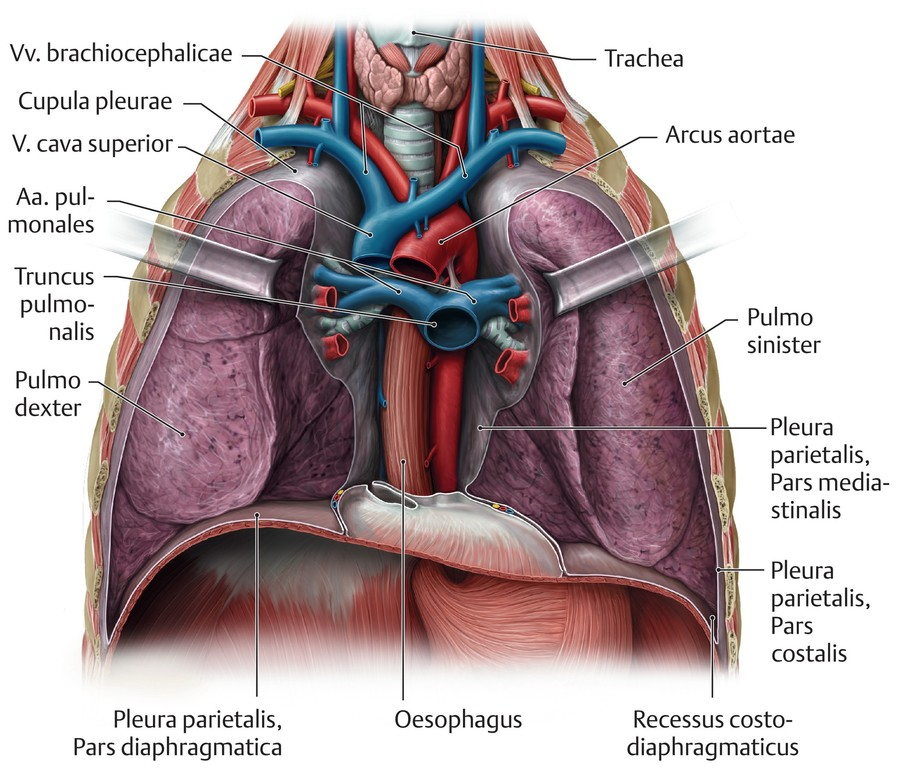 Vv. brachiocephalicae
Cupula pleurae
V. cava superior
Aa. pul-
monales
Truncus
pulmo-
nalis
Pulmo
dexter
Trachea
Arcus aortae
Pulmo
sinister
Pleura
parietalis,
Pars media-
stinalis
Pleura
parietalis,
Pars
costalis
Pleura parietalis,
Pars diaphragmatica
Oesophagus
Recessus costo-
diaphragmaticus